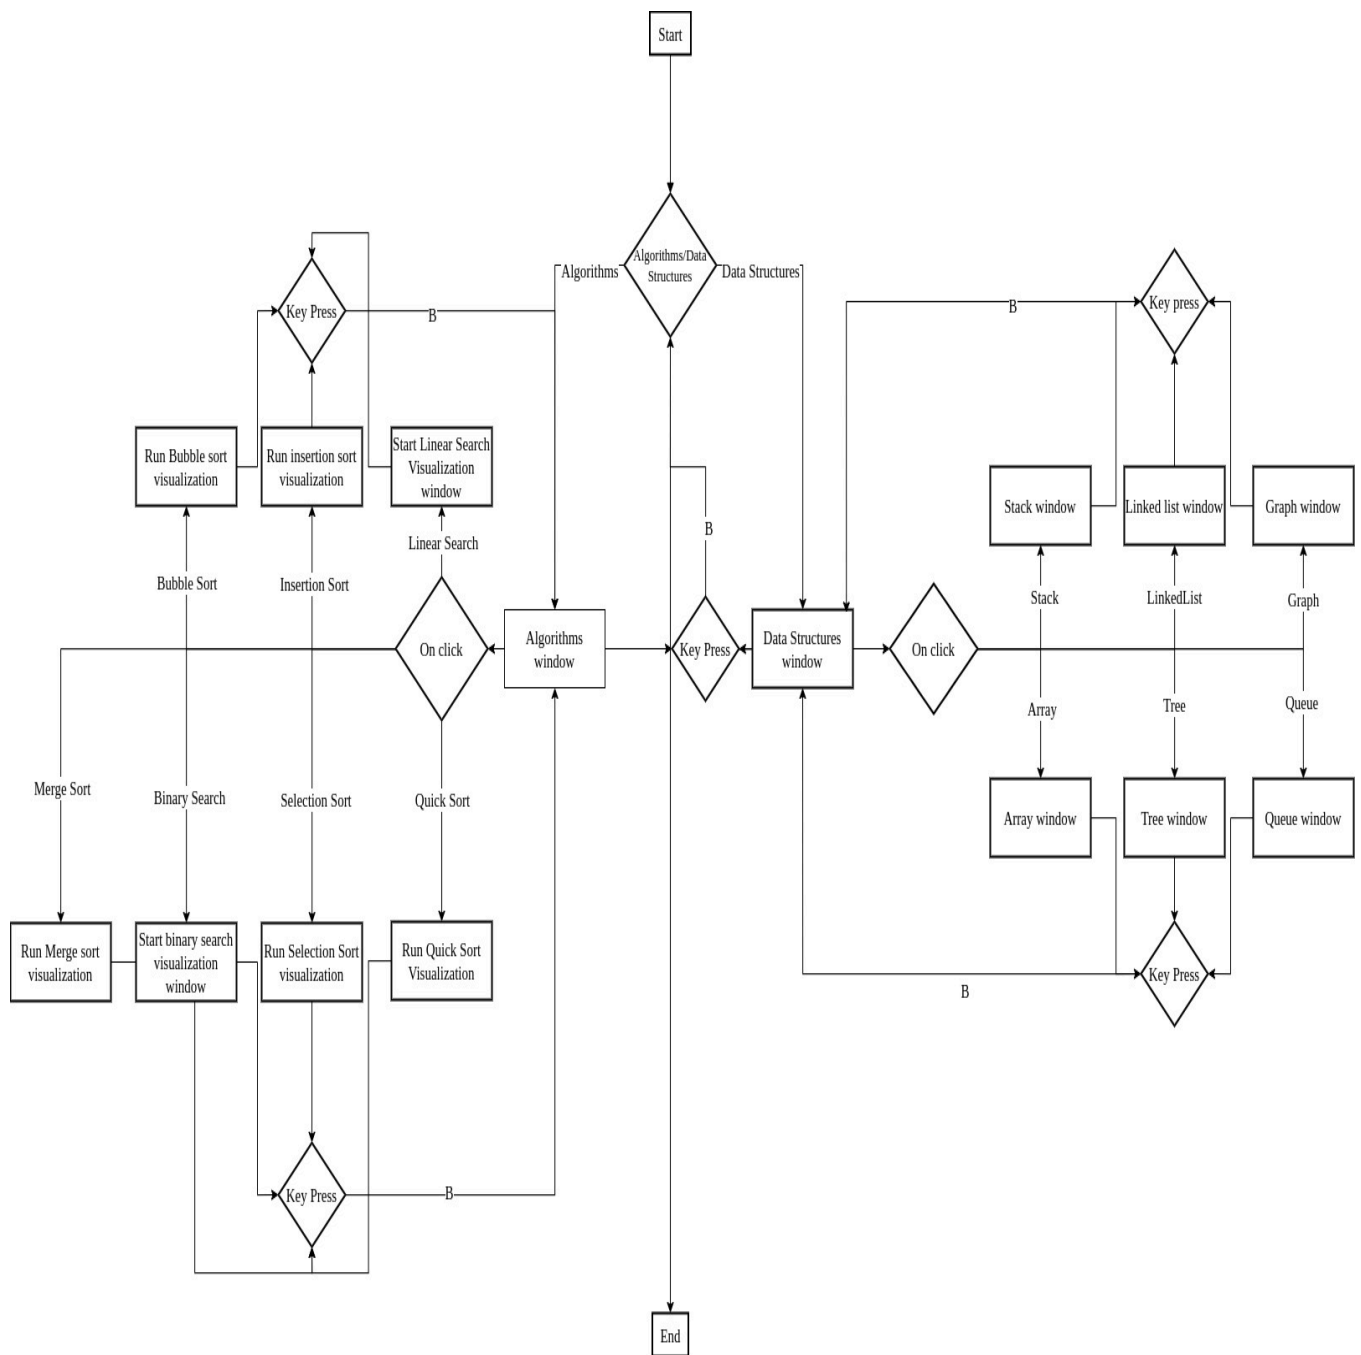 Start
Algorithms/Data
Structures
Algorithms
Data Structures
Key Press
B
B
Key press
Run Bubble sort
visualization
Run insertion sort
visualization
Start Linear Search
Visualization
window
Stack window
Linked list window
Graph window
B
Linear Search
Bubble Sort
Insertion Sort
Stack
LinkedList
Graph
On click
Algorithms
window
Key Press
Data Structures
window
On click
Array
Tree
Queue
Merge Sort
Binary Search
Selection Sort
Quick Sort
Array window
Tree window
Queue window
Run Merge sort
visualization
Start binary search
visualization
window
Run Selection Sort
visualization
Run Quick Sort
Visualization
Key Press
B
Key Press
B
End